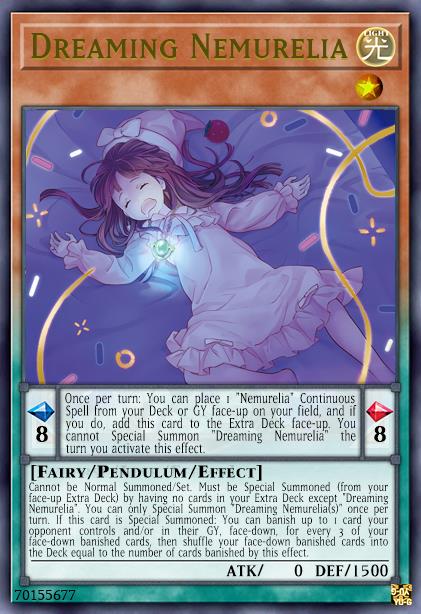 DREAMING NEMURELIA
LIGHT
光
Once per turn: You can place 1 "Nemurelia" Continuous
Spell from your Deck or GY face-up on your field, and if
you do, add this card to the Extra Deck face-up. You
cannot Special Summon "Dreaming Nemurelia" the
turn you activate this effect.
8
8
[FAIRY/PENDULUM/EFFECT]
Cannot be Normal Summoned/Set. Must be Special Summoned (from your
face-up Extra Deck) by having no cards in your Extra Deck except "Dreaming
Nemurelia". You can only Special Summon "Dreaming Nemurelia(s)" once per
turn. If this card is Special Summoned: You can banish up to 1 card your
opponent controls and/or in their GY, face-down, for every 3 of your
face-down banished cards, then shuffle your face-down banished cards into
the Deck equal to the number of cards banished by this effect.
ATK/ 0 DEF/1500
70155677